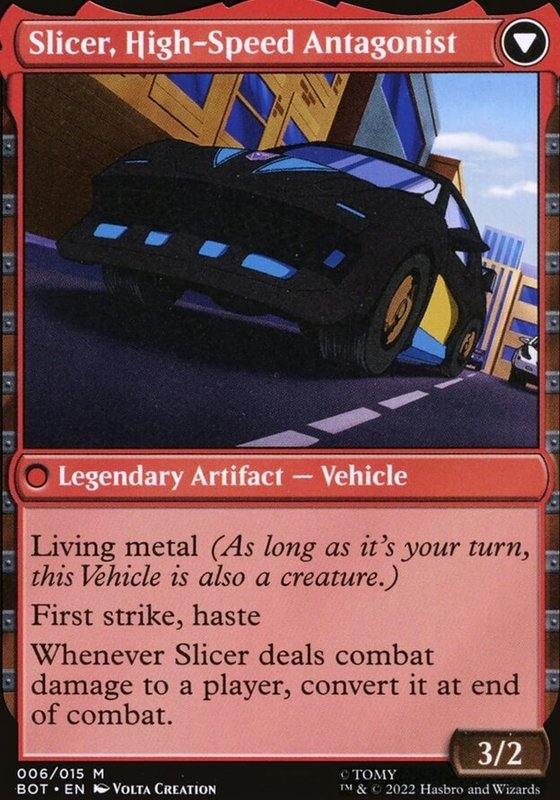 Slicer, High-Speed Antagonist
Legendary Artifact — Vehicle
Living metal (As long as it's your turn,
this Vehicle is also a creature.)
First strike, haste
Whenever Slicer deals combat
damage to a player, convert it at end
of combat.
3/2
006/015 M
BOT • EN Volta Creation
© TOMY
™ & © 2022 Hasbro and Wizards